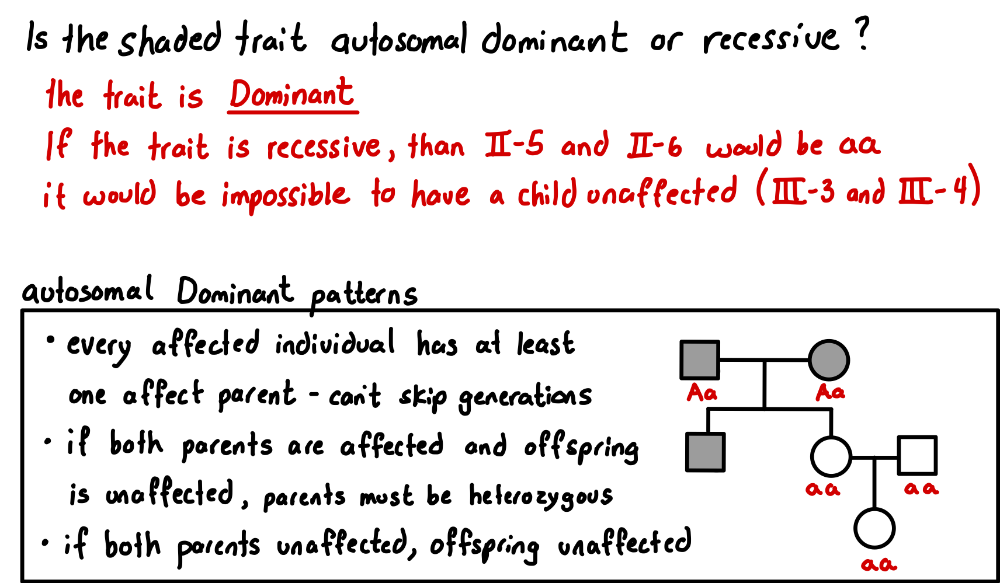 Is the shaded trait autosomal dominant or recessive ?
the trait is Dominant
If the trait is recessive, than II-5 and II-6 would be aa
it would be impossible to have a child unaffected (III-3 and III-4)
autosomal Dominant patterns
• every affected individual has at least
one affect parent - can't skip generations
• if both parents are affected and offspring
is unaffected, parents must be heterozygous
• if both parents unaffected, offspring unaffected
Aa Aa
aa aa
aa